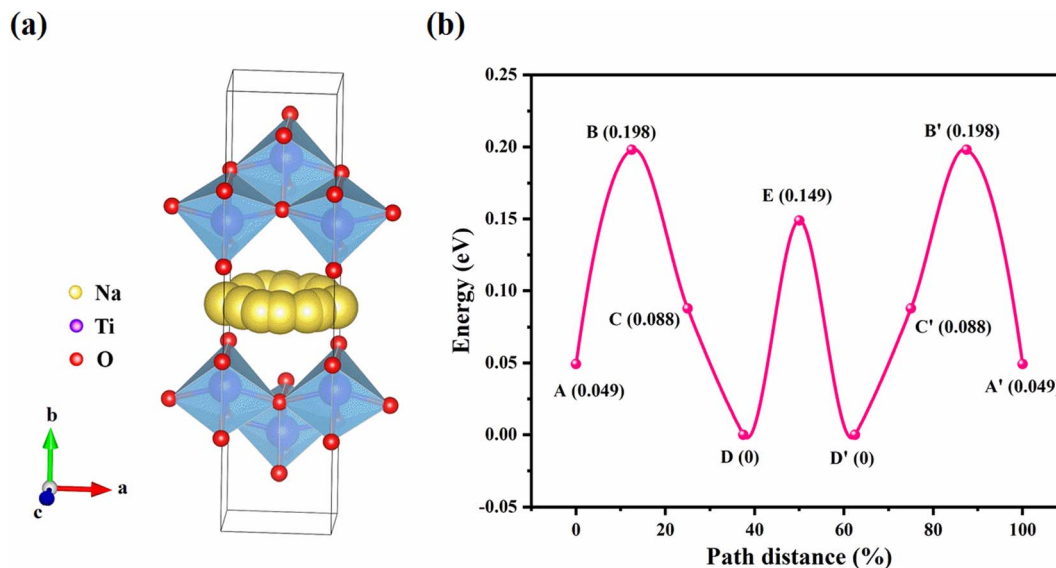 (a)
Na
Ti
O
b
a
c
(b)
0.25
0.20
0.15
0.10
0.05
0.00
-0.05
Energy (eV)
B (0.198)
B' (0.198)
E (0.149)
C (0.088)
C' (0.088)
A (0.049)
A' (0.049)
D (0)
D' (0)
0
20
40
60
80
100
Path distance (%)